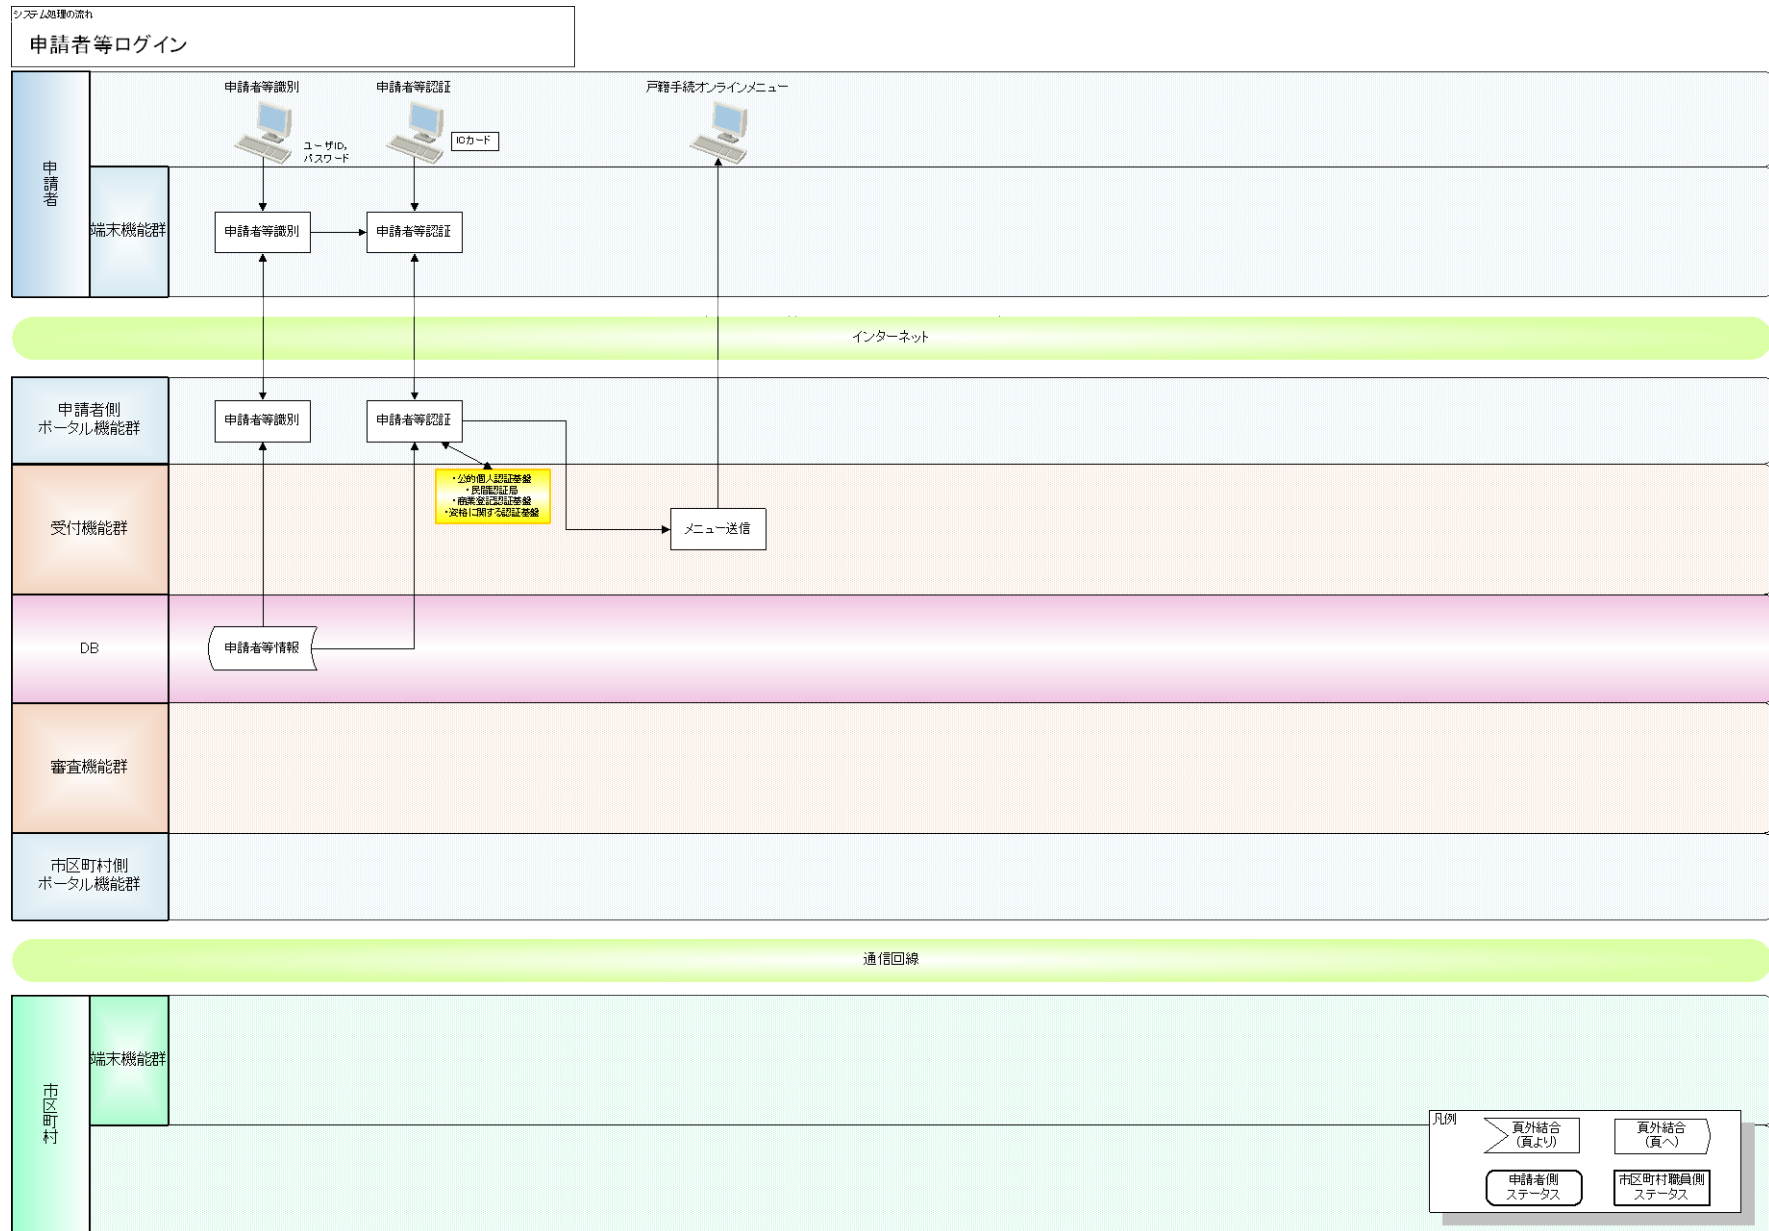 システム処理の流れ
申請者等ログイン
申請者等識別
申請者等認証
戸籍手続オンラインメニュー
ユーザID,
パスワード
ICカード
申請者
端末機能群
申請者等識別
申請者等認証
インターネット
申請者側
ポータル機能群
申請者等識別
申請者等認証
・公的個人認証基盤
・民間認証局
・商業登記認証基盤
・資格に関する認証基盤
受付機能群
メニュー送信
DB
申請者等情報
審査機能群
市区町村側
ポータル機能群
通信回線
市区町村
端末機能群
凡例
頁外結合
(頁より)
頁外結合
(頁へ)
申請者側
ステータス
市区町村職員側
ステータス